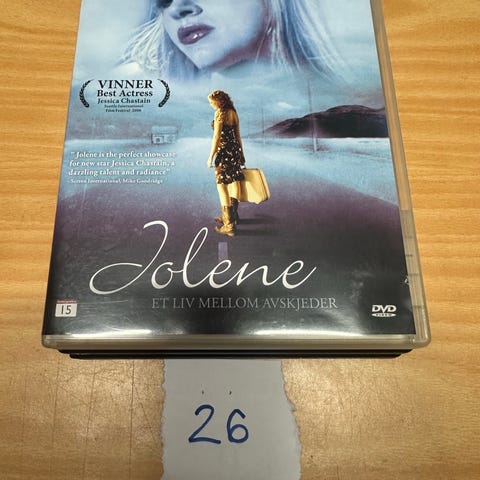 VINNER
Best Actress
Jessica Chastain
Seattle International
Film Festival 2008
"Jolene is the perfect showcase
for new star Jessica Chastain, a
dazzling talent and radiance"
- Screen International, Mike Goodridge
Jolene
ET LIV MELLOM AVSKJEDER
15
DVD
VIDEO
26